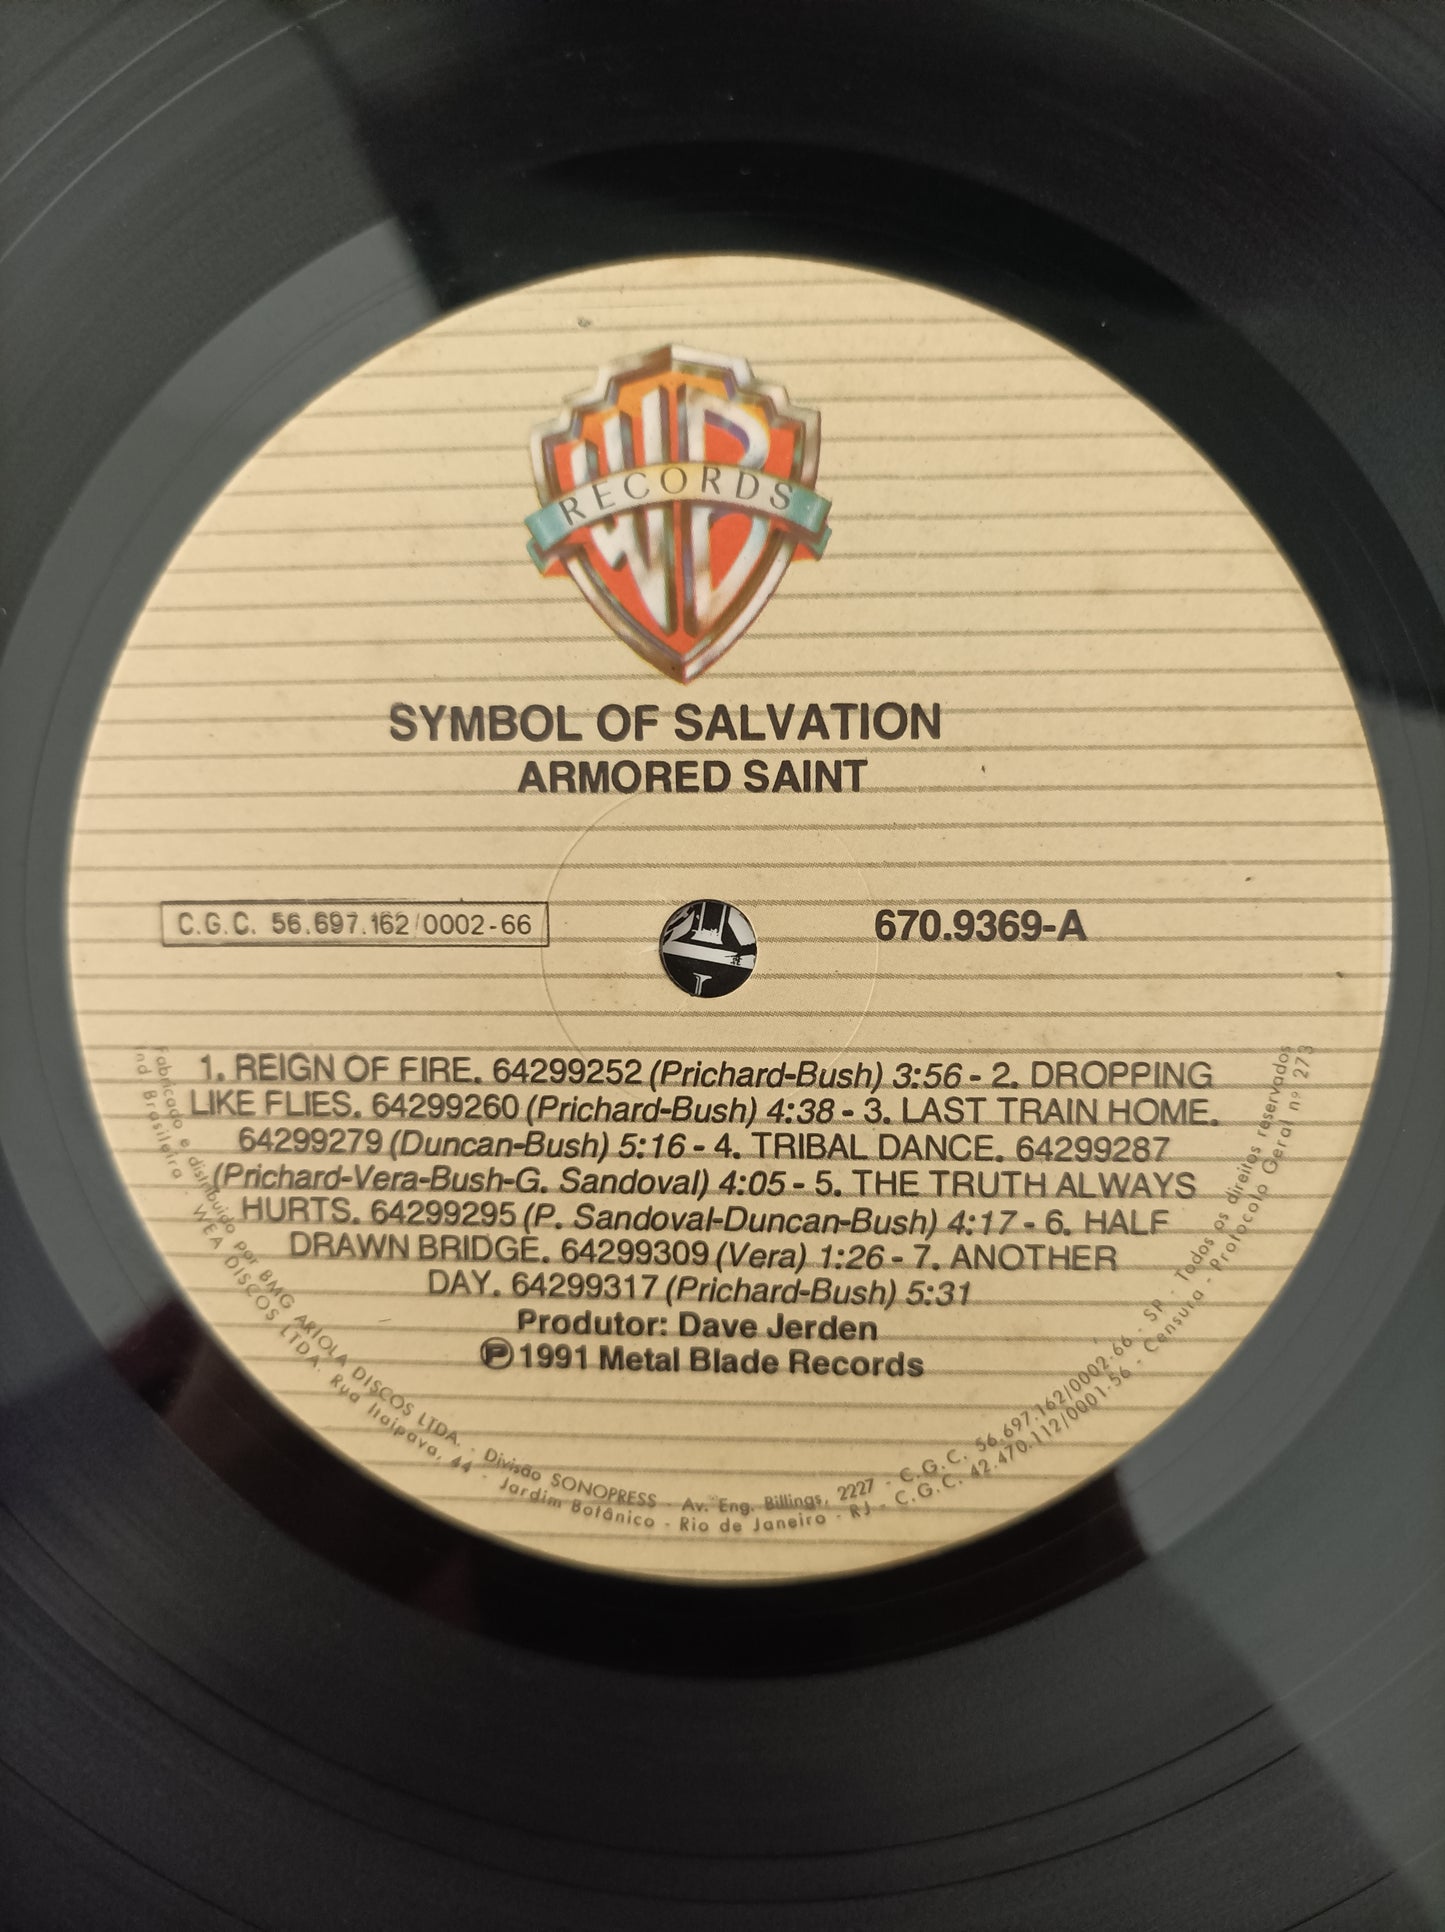 WB
RECORDS
SYMBOL OF SALVATION
ARMORED SAINT
C.G.C. 56.697.162/0002-66
670.9369-A
1. REIGN OF FIRE. 64299252 (Prichard-Bush) 3:56 - 2. DROPPING
LIKE FLIES. 64299260 (Prichard-Bush) 4:38 - 3. LAST TRAIN HOME.
64299279 (Duncan-Bush) 5:16 - 4. TRIBAL DANCE. 64299287
(Prichard-Vera-Bush-G. Sandoval) 4:05 - 5. THE TRUTH ALWAYS
HURTS. 64299295 (P. Sandoval-Duncan-Bush) 4:17 - 6. HALF
DRAWN BRIDGE. 64299309 (Vera) 1:26 - 7. ANOTHER
DAY. 64299317 (Prichard-Bush) 5:31
Produtor: Dave Jerden
Ⓟ 1991 Metal Blade Records
Fabricado e distribuído por BMG ARIOLA DISCOS LTDA. - Divisão SONOPRESS - Av. Eng. Billings, 2227 - C.G.C. 56.697.162/0002-66 - SP - Todos os direitos reservados
Ind Brasileira - WEA DISCOS LTDA. Rua Itaipava, 44 - Jardim Botânico - Rio de Janeiro - RJ - C.G.C. 42.470.112/0001-56 - Censura - Protocolo Geral nº 273